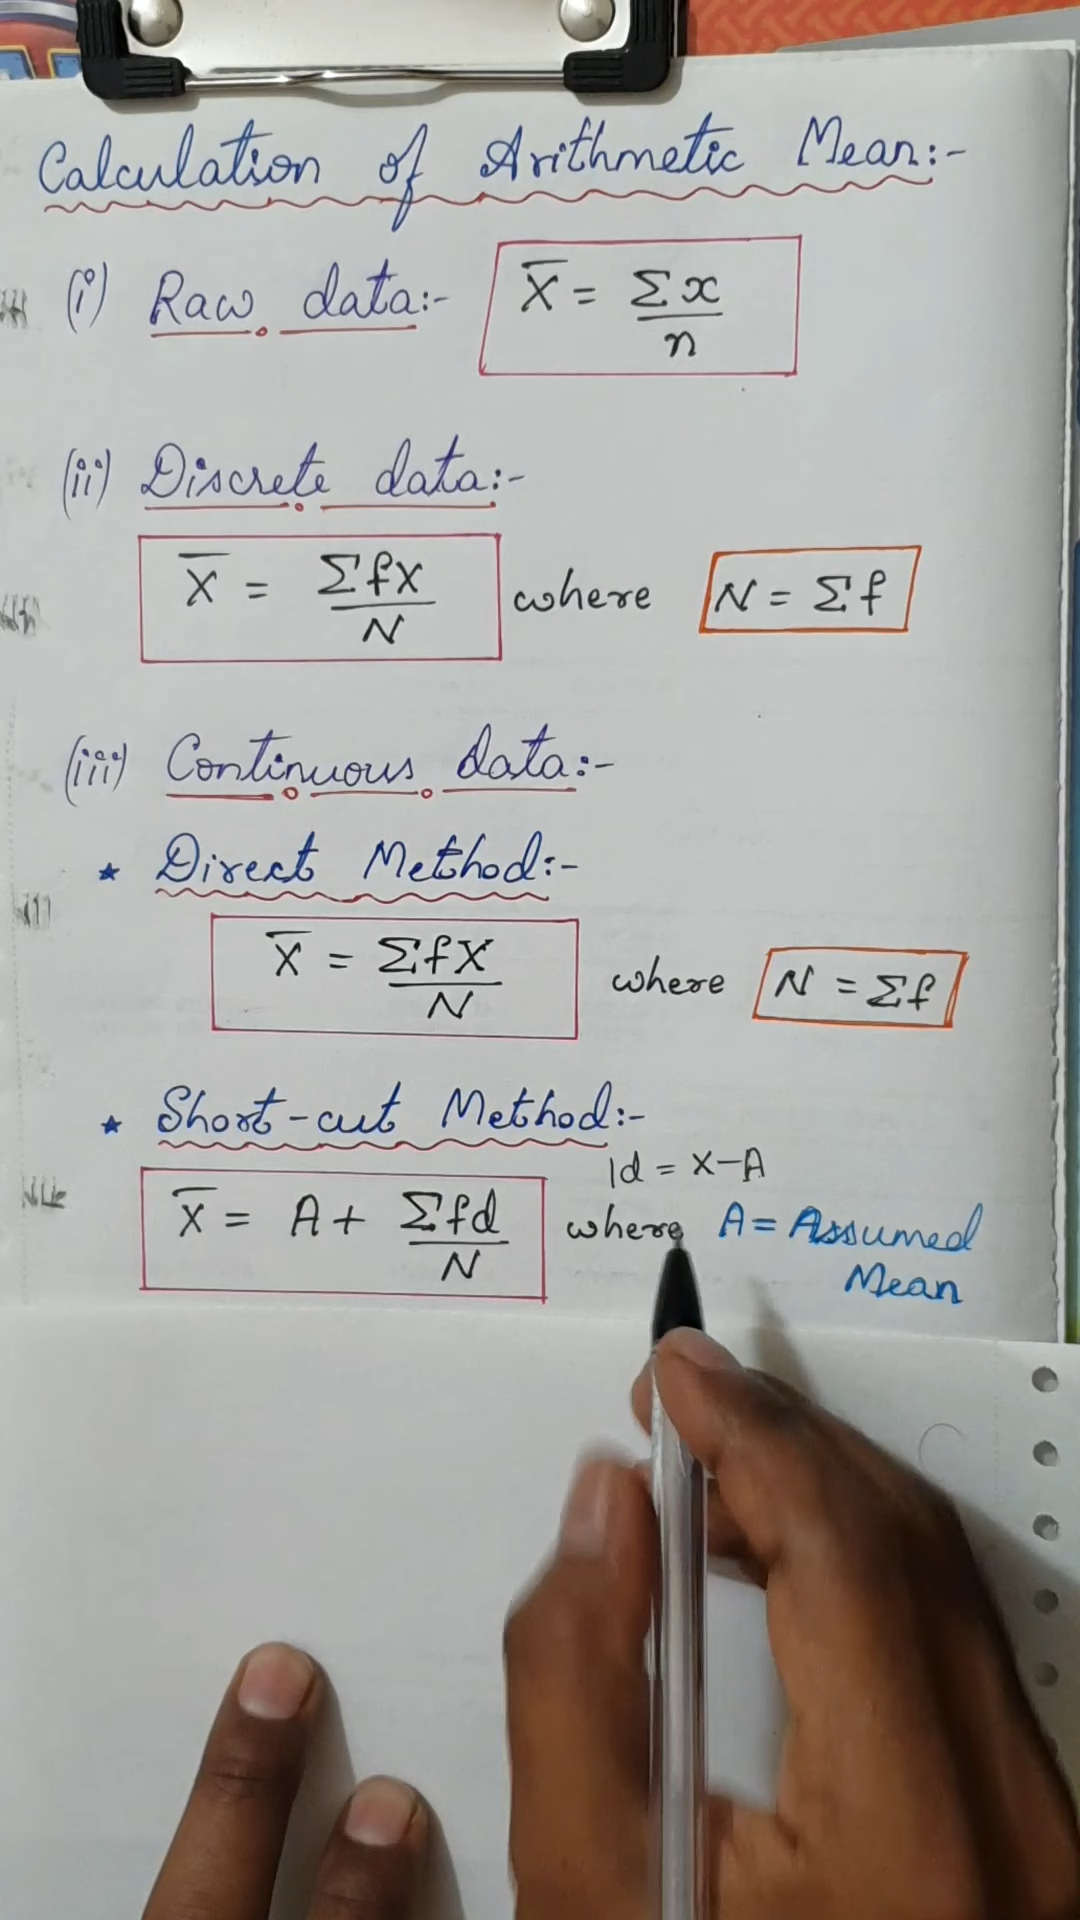 Calculation of Arithmetic Mean:-
(i) Raw data:- X̅ = Σx/n
(ii) Discrete data:-
X̅ = ΣfX/N where N = Σf
(iii) Continuous data:-
* Direct Method:-
X̅ = ΣfX/N where N = Σf
* Short-cut Method:-
d = X-A
X̅ = A + Σfd/N where A = Assumed
Mean